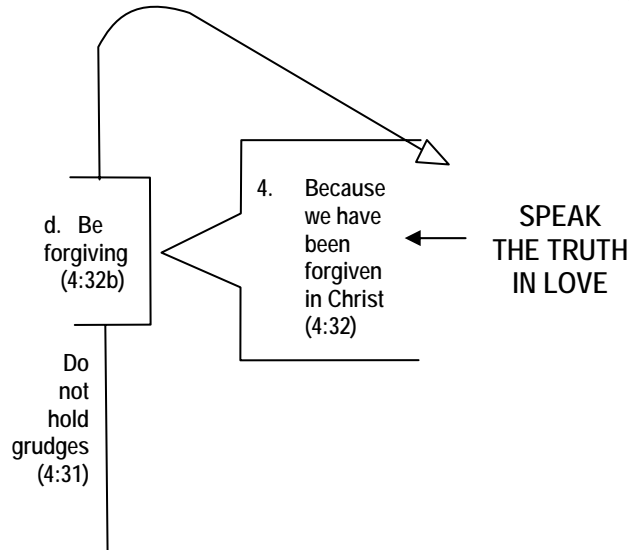 d. Be
forgiving
(4:32b)
Do
not
hold
grudges
(4:31)
4. Because
we have
been
forgiven
in Christ
(4:32)
SPEAK
THE TRUTH
IN LOVE